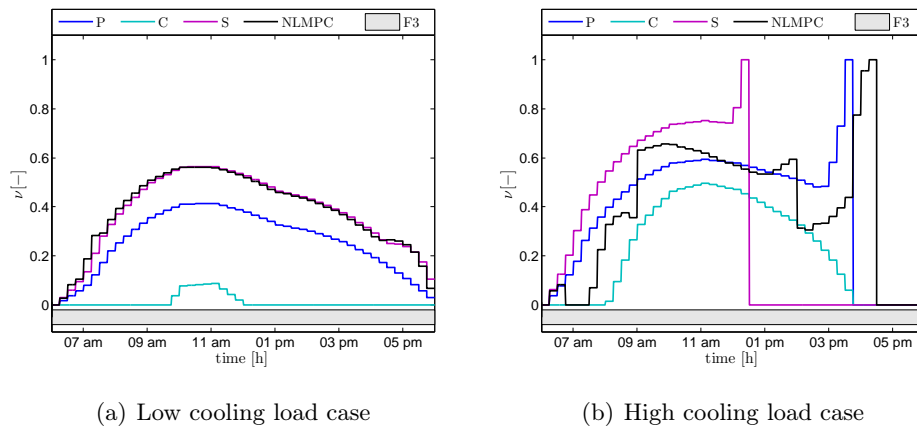 P C S NLMPC F3
1
0.8
0.6
0.4
0.2
0
ν[−]
07 am 09 am 11 am 01 pm 03 pm 05 pm
time [h]
(a) Low cooling load case
P C S NLMPC F3
1
0.8
0.6
0.4
0.2
0
ν[−]
07 am 09 am 11 am 01 pm 03 pm 05 pm
time [h]
(b) High cooling load case